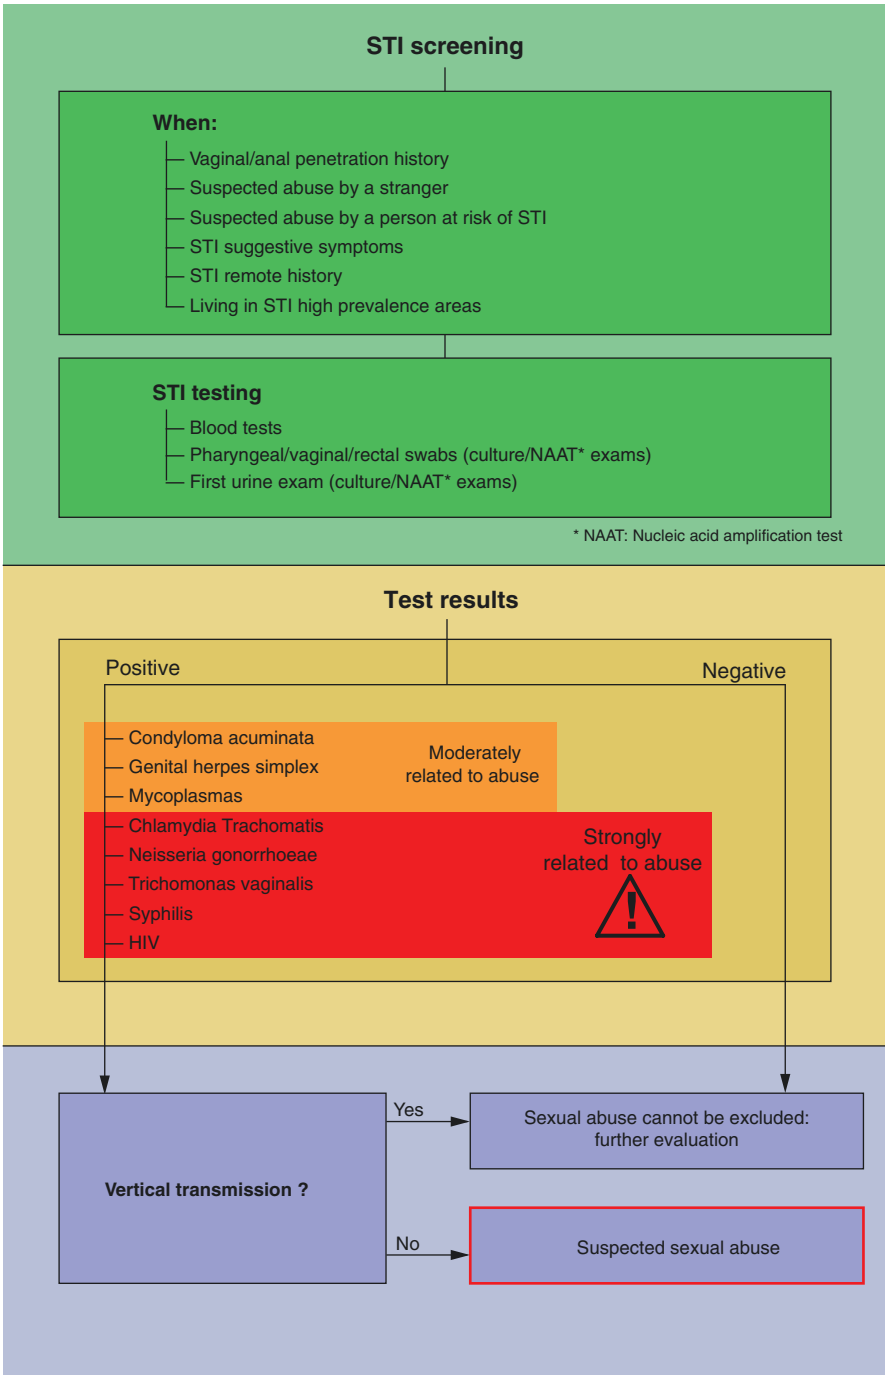 STI screening
When:
Vaginal/anal penetration history
Suspected abuse by a stranger
Suspected abuse by a person at risk of STI
STI suggestive symptoms
STI remote history
Living in STI high prevalence areas
STI testing
Blood tests
Pharyngeal/vaginal/rectal swabs (culture/NAAT* exams)
First urine exam (culture/NAAT* exams)
* NAAT: Nucleic acid amplification test
Test results
Positive
Negative
Condyloma acuminata
Genital herpes simplex
Mycoplasmas
Moderately
related to abuse
Chlamydia Trachomatis
Neisseria gonorrhoeae
Trichomonas vaginalis
Syphilis
HIV
Strongly
related to abuse
!
Vertical transmission ?
Yes
Sexual abuse cannot be excluded:
further evaluation
No
Suspected sexual abuse